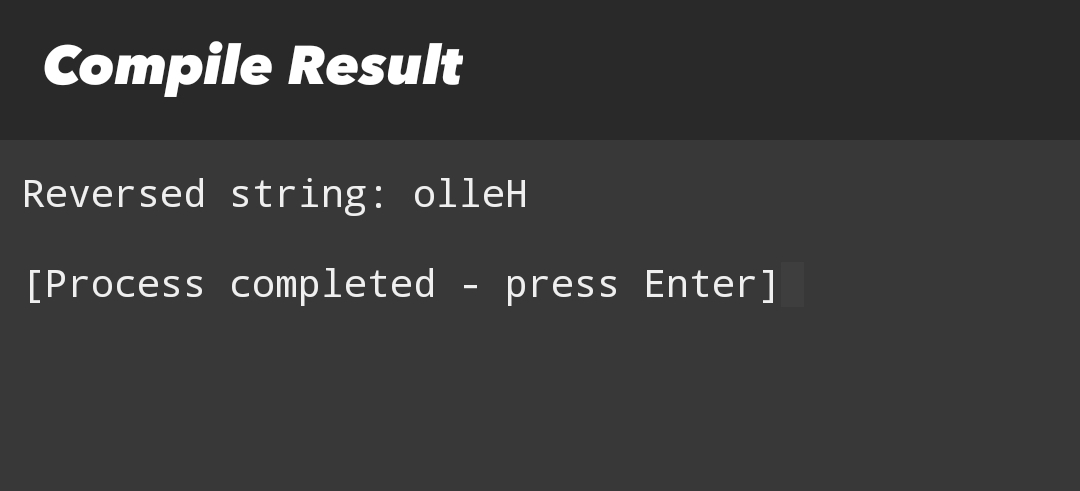 Compile Result
Reversed string: olleH
[Process completed - press Enter]